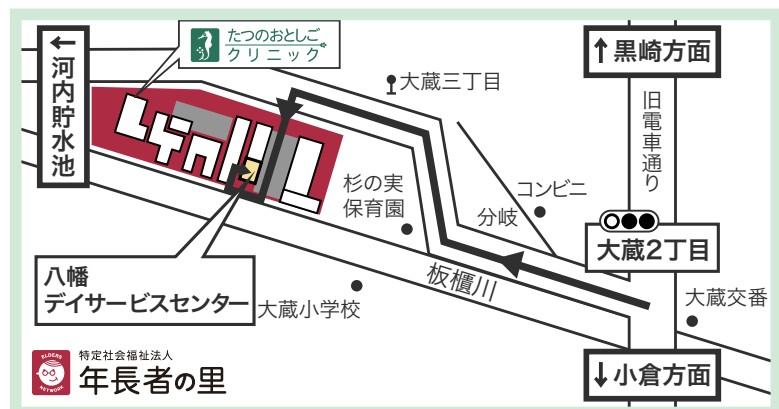 たつのおとしご
クリニック
↑黒崎方面
←河内貯水池
大蔵三丁目
旧電車通り
杉の実
保育園
コンビニ
分岐
大蔵2丁目
八幡
デイサービスセンター
板櫃川
大蔵小学校
大蔵交番
↓小倉方面
ELDERS
NETWORK
特定社会福祉法人
年長者の里